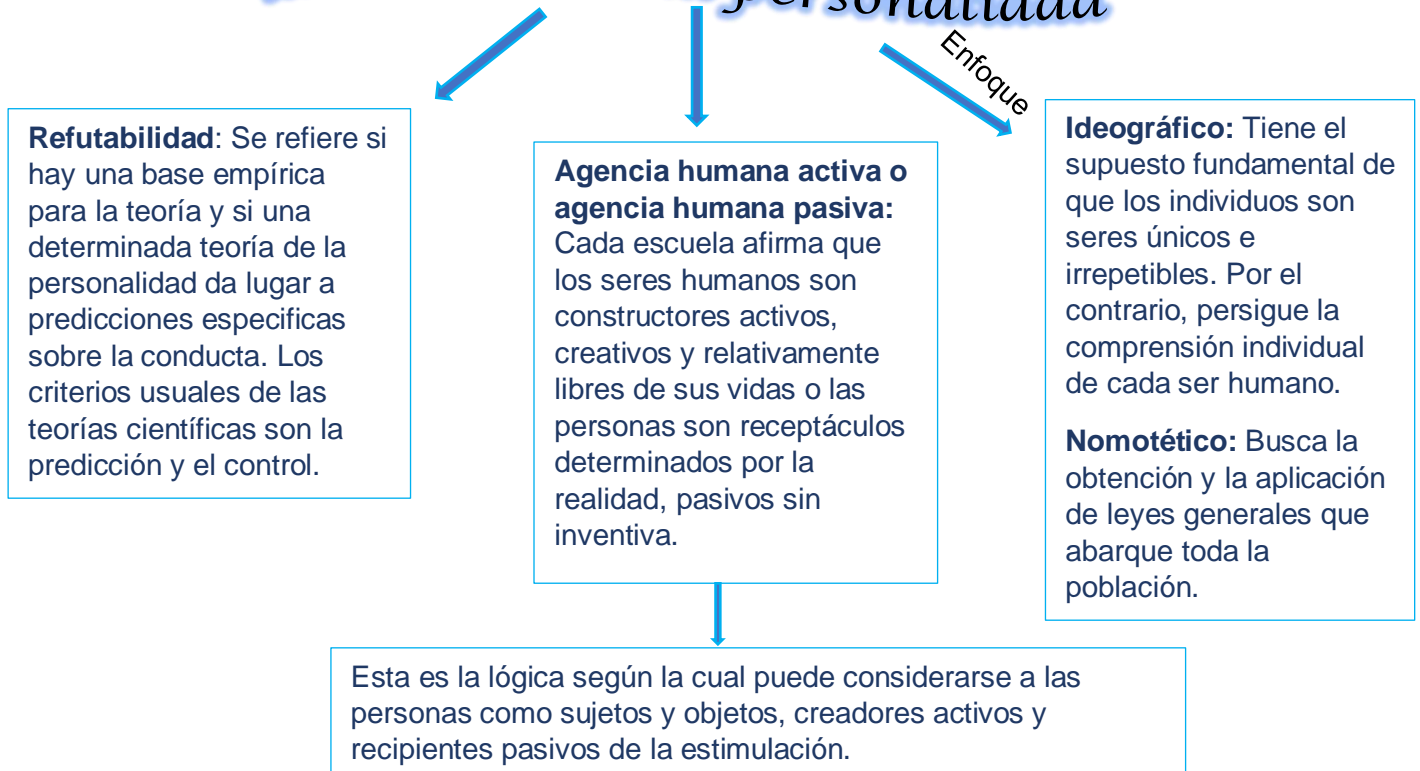 personalidad
Enfoque
Refutabilidad: Se refiere si
hay una base empírica
para la teoría y si una
determinada teoría de la
personalidad da lugar a
predicciones especificas
sobre la conducta. Los
criterios usuales de las
teorías científicas son la
predicción y el control.
Agencia humana activa o
agencia humana pasiva:
Cada escuela afirma que
los seres humanos son
constructores activos,
creativos y relativamente
libres de sus vidas o las
personas son receptáculos
determinados por la
realidad, pasivos sin
inventiva.
Ideográfico: Tiene el
supuesto fundamental de
que los individuos son
seres únicos e
irrepetibles. Por el
contrario, persigue la
comprensión individual
de cada ser humano.
Nomotético: Busca la
obtención y la aplicación
de leyes generales que
abarque toda la
población.
Esta es la lógica según la cual puede considerarse a las
personas como sujetos y objetos, creadores activos y
recipientes pasivos de la estimulación.